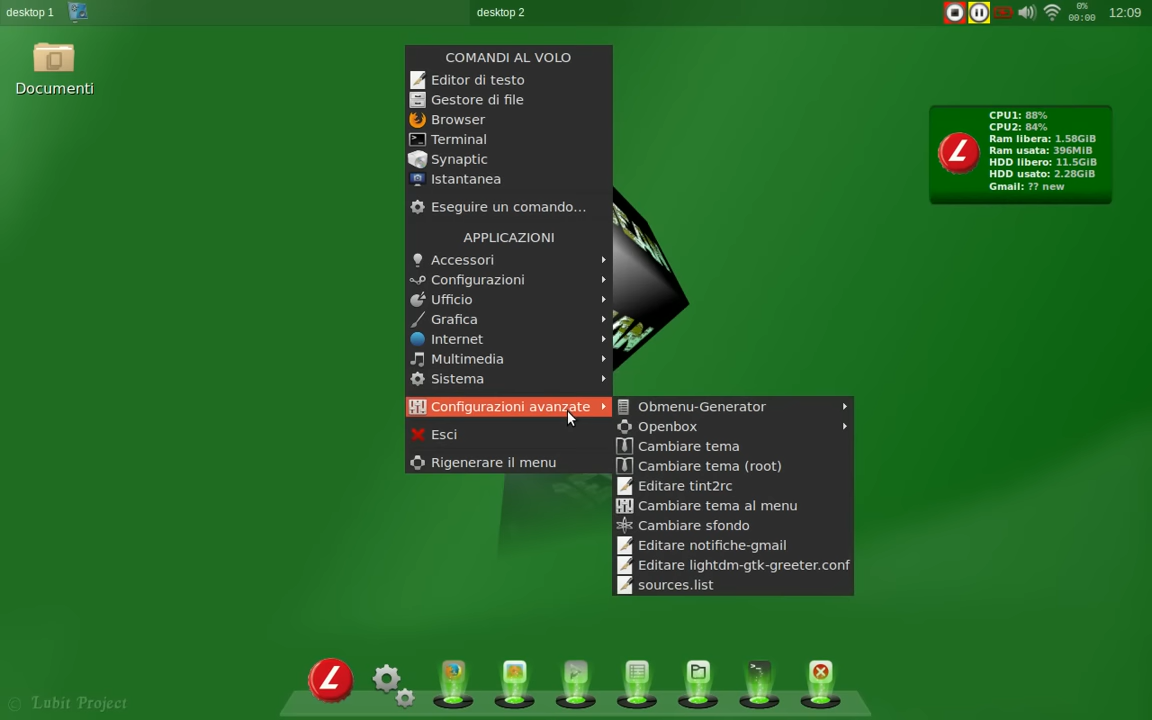 desktop 1
desktop 2
0%
00:00
12:09
Documenti
COMANDI AL VOLO
Editor di testo
Gestore di file
Browser
Terminal
Synaptic
Istantanea
Eseguire un comando...
APPLICAZIONI
Accessori
Configurazioni
Ufficio
Grafica
Internet
Multimedia
Sistema
Configurazioni avanzate
Esci
Rigenerare il menu
Obmenu-Generator
Openbox
Cambiare tema
Cambiare tema (root)
Editare tint2rc
Cambiare tema al menu
Cambiare sfondo
Editare notifiche-gmail
Editare lightdm-gtk-greeter.conf
sources.list
L
CPU1: 88%
CPU2: 84%
Ram libera: 1.58GiB
Ram usata: 396MiB
HDD libero: 11.5GiB
HDD usato: 2.28GiB
Gmail: ?? new
L
© Lubit Project